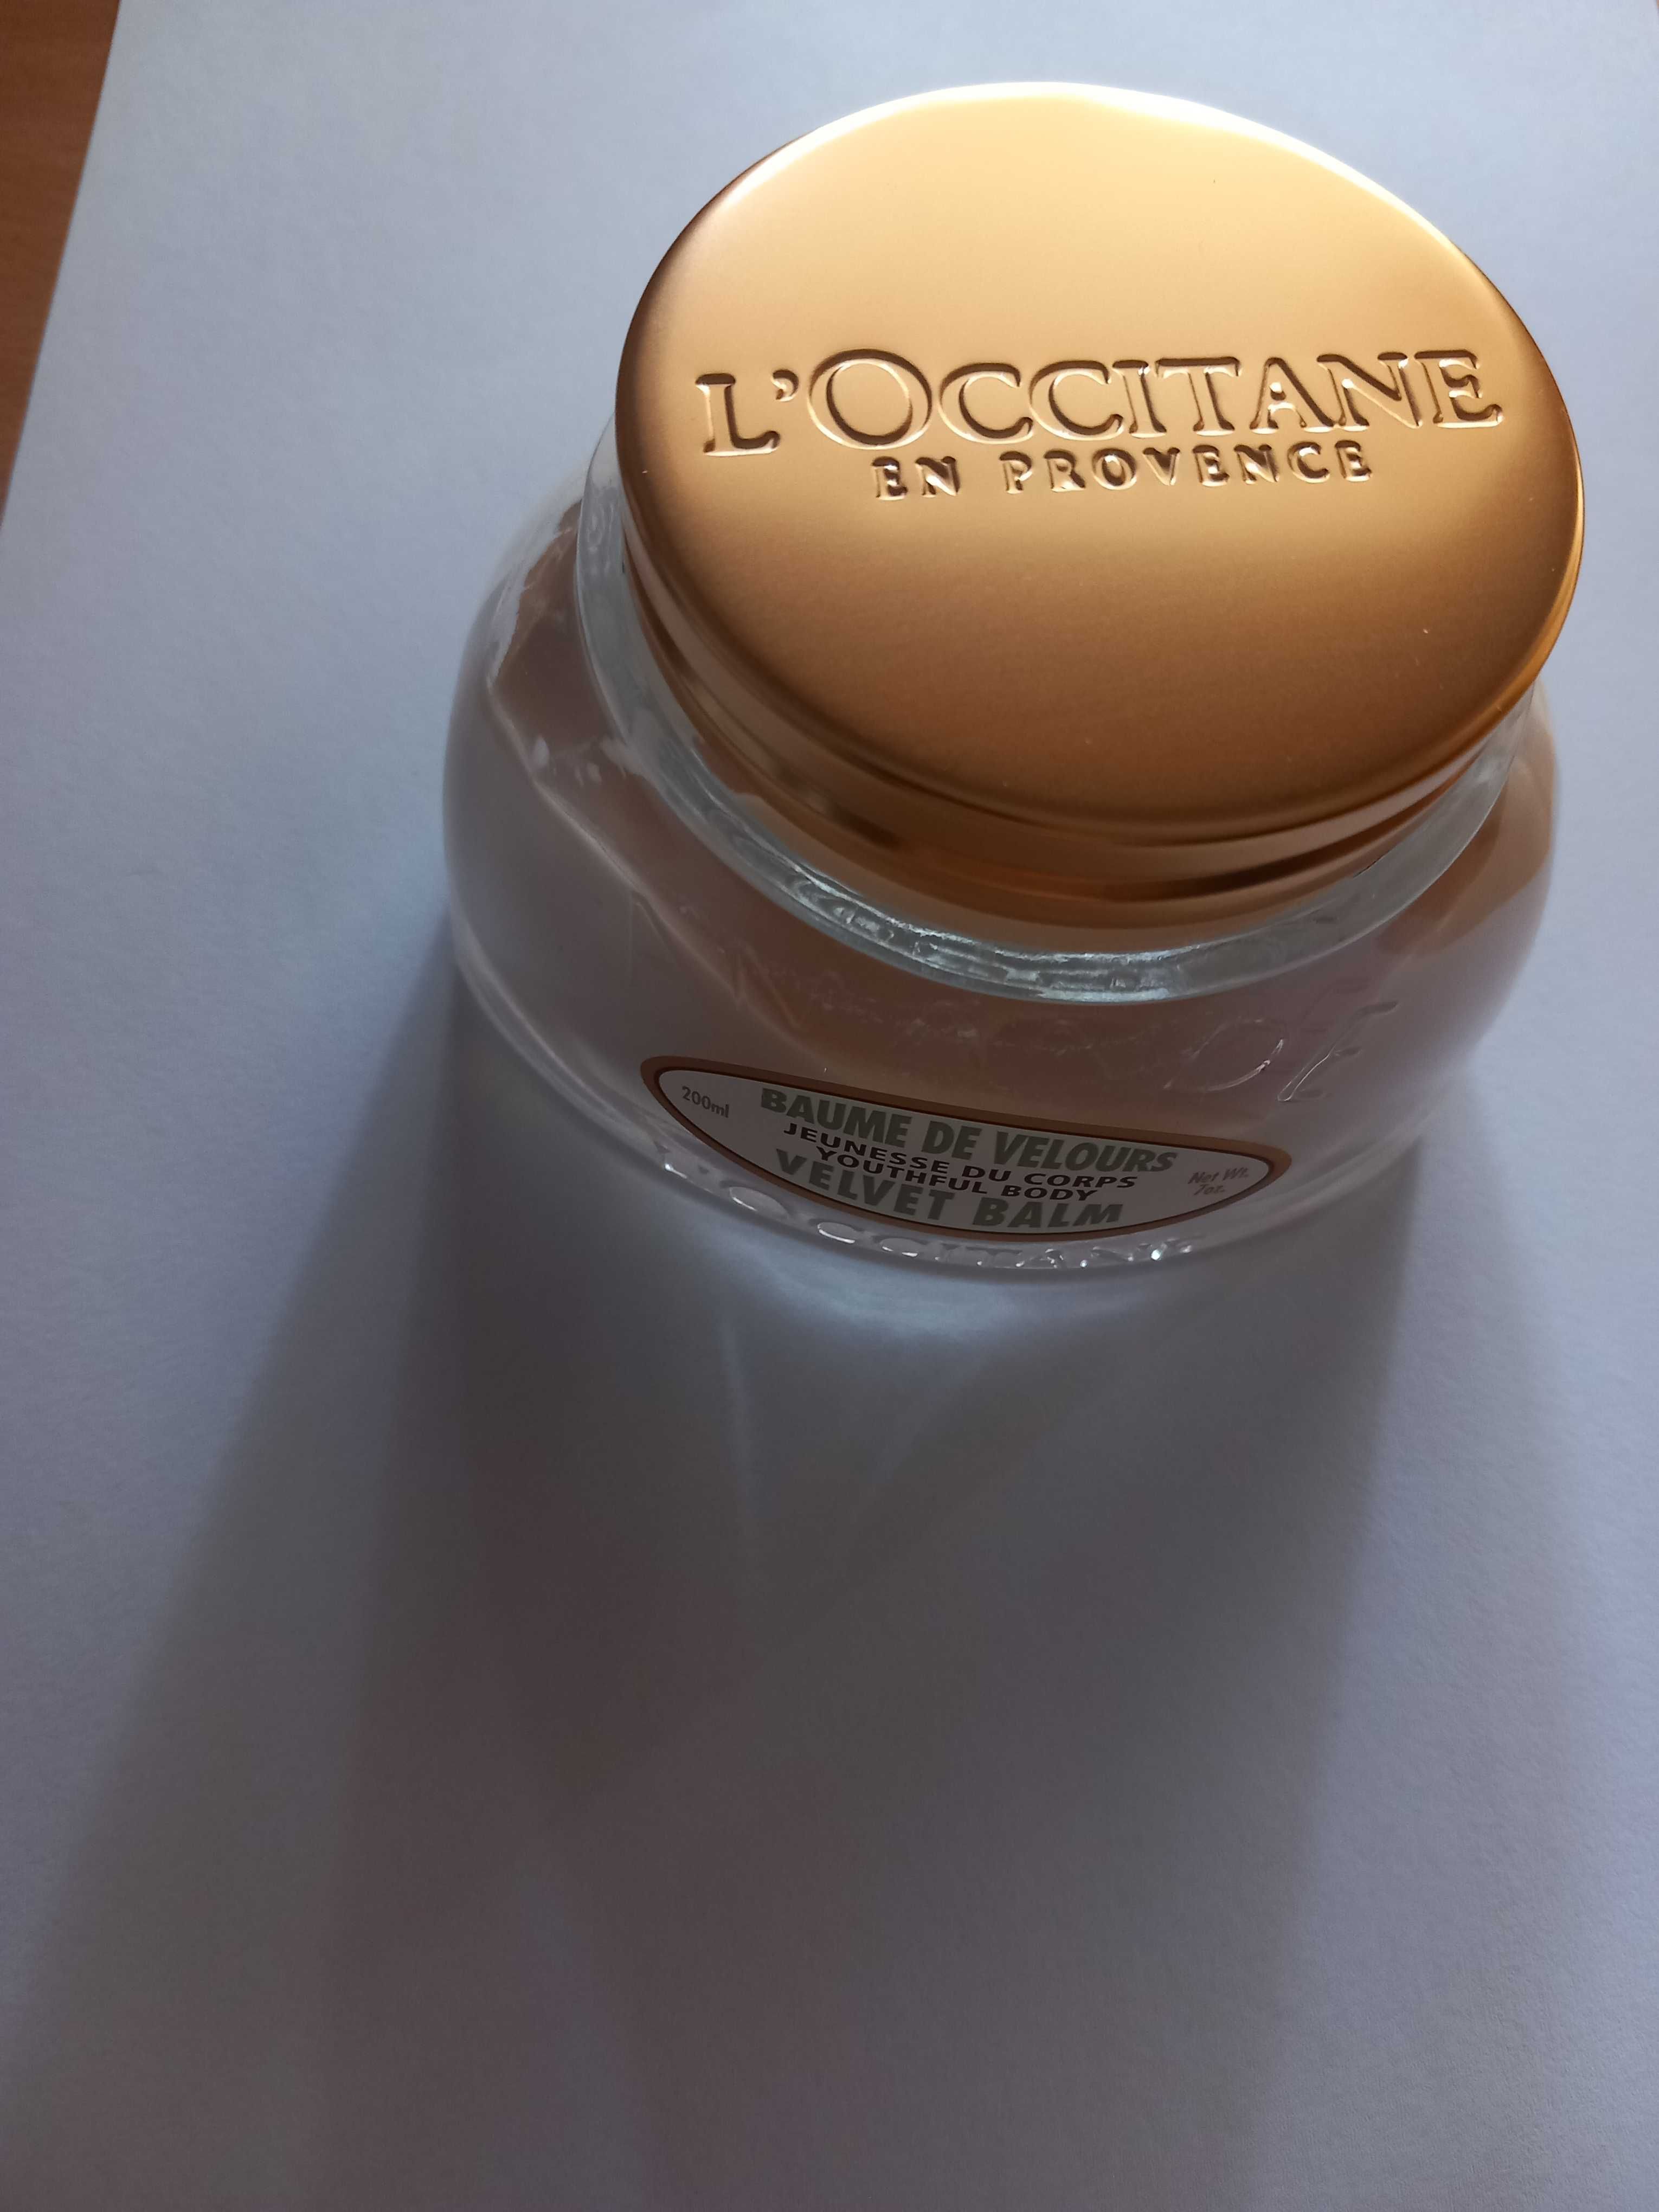 L'OCCITANE
EN PROVENCE
200ml
BAUME DE VELOURS
JEUNESSE DU CORPS
YOUTHFUL BODY
VELVET BALM
Net Wt.
7oz.
L'OCCITANE